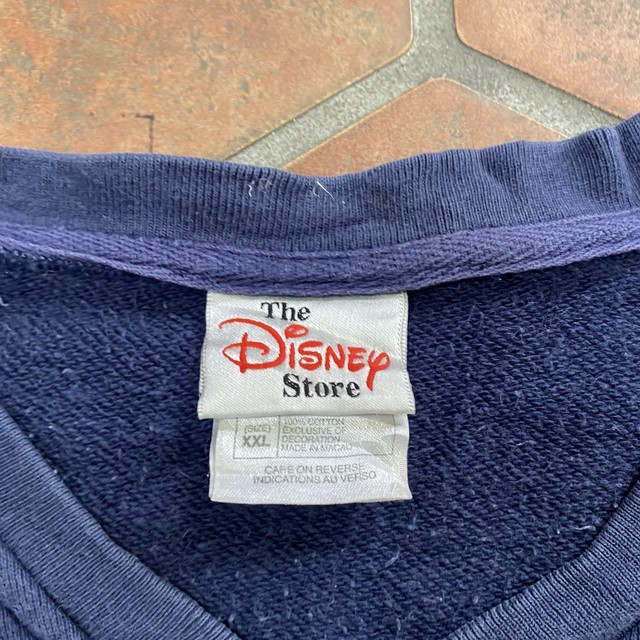 The
Disney
Store
(SIZE)
XXL
100% COTTON
EXCLUSIVE OF
DECORATION
MADE IN MACAU
CARE ON REVERSE
INDICATIONS AU VERSO